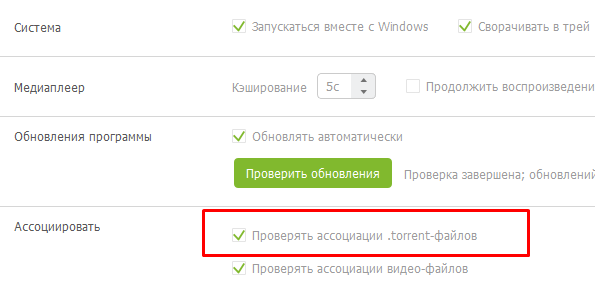 Система Запускаться вместе с Windows Сворачивать в трей
Медиаплеер Кэширование 5с Продолжить воспроизведени
Обновления программы Обновлять автоматически
Проверить обновления Проверка завершена; обновлений
Ассоциировать Проверять ассоциации .torrent-файлов
Проверять ассоциации видео-файлов